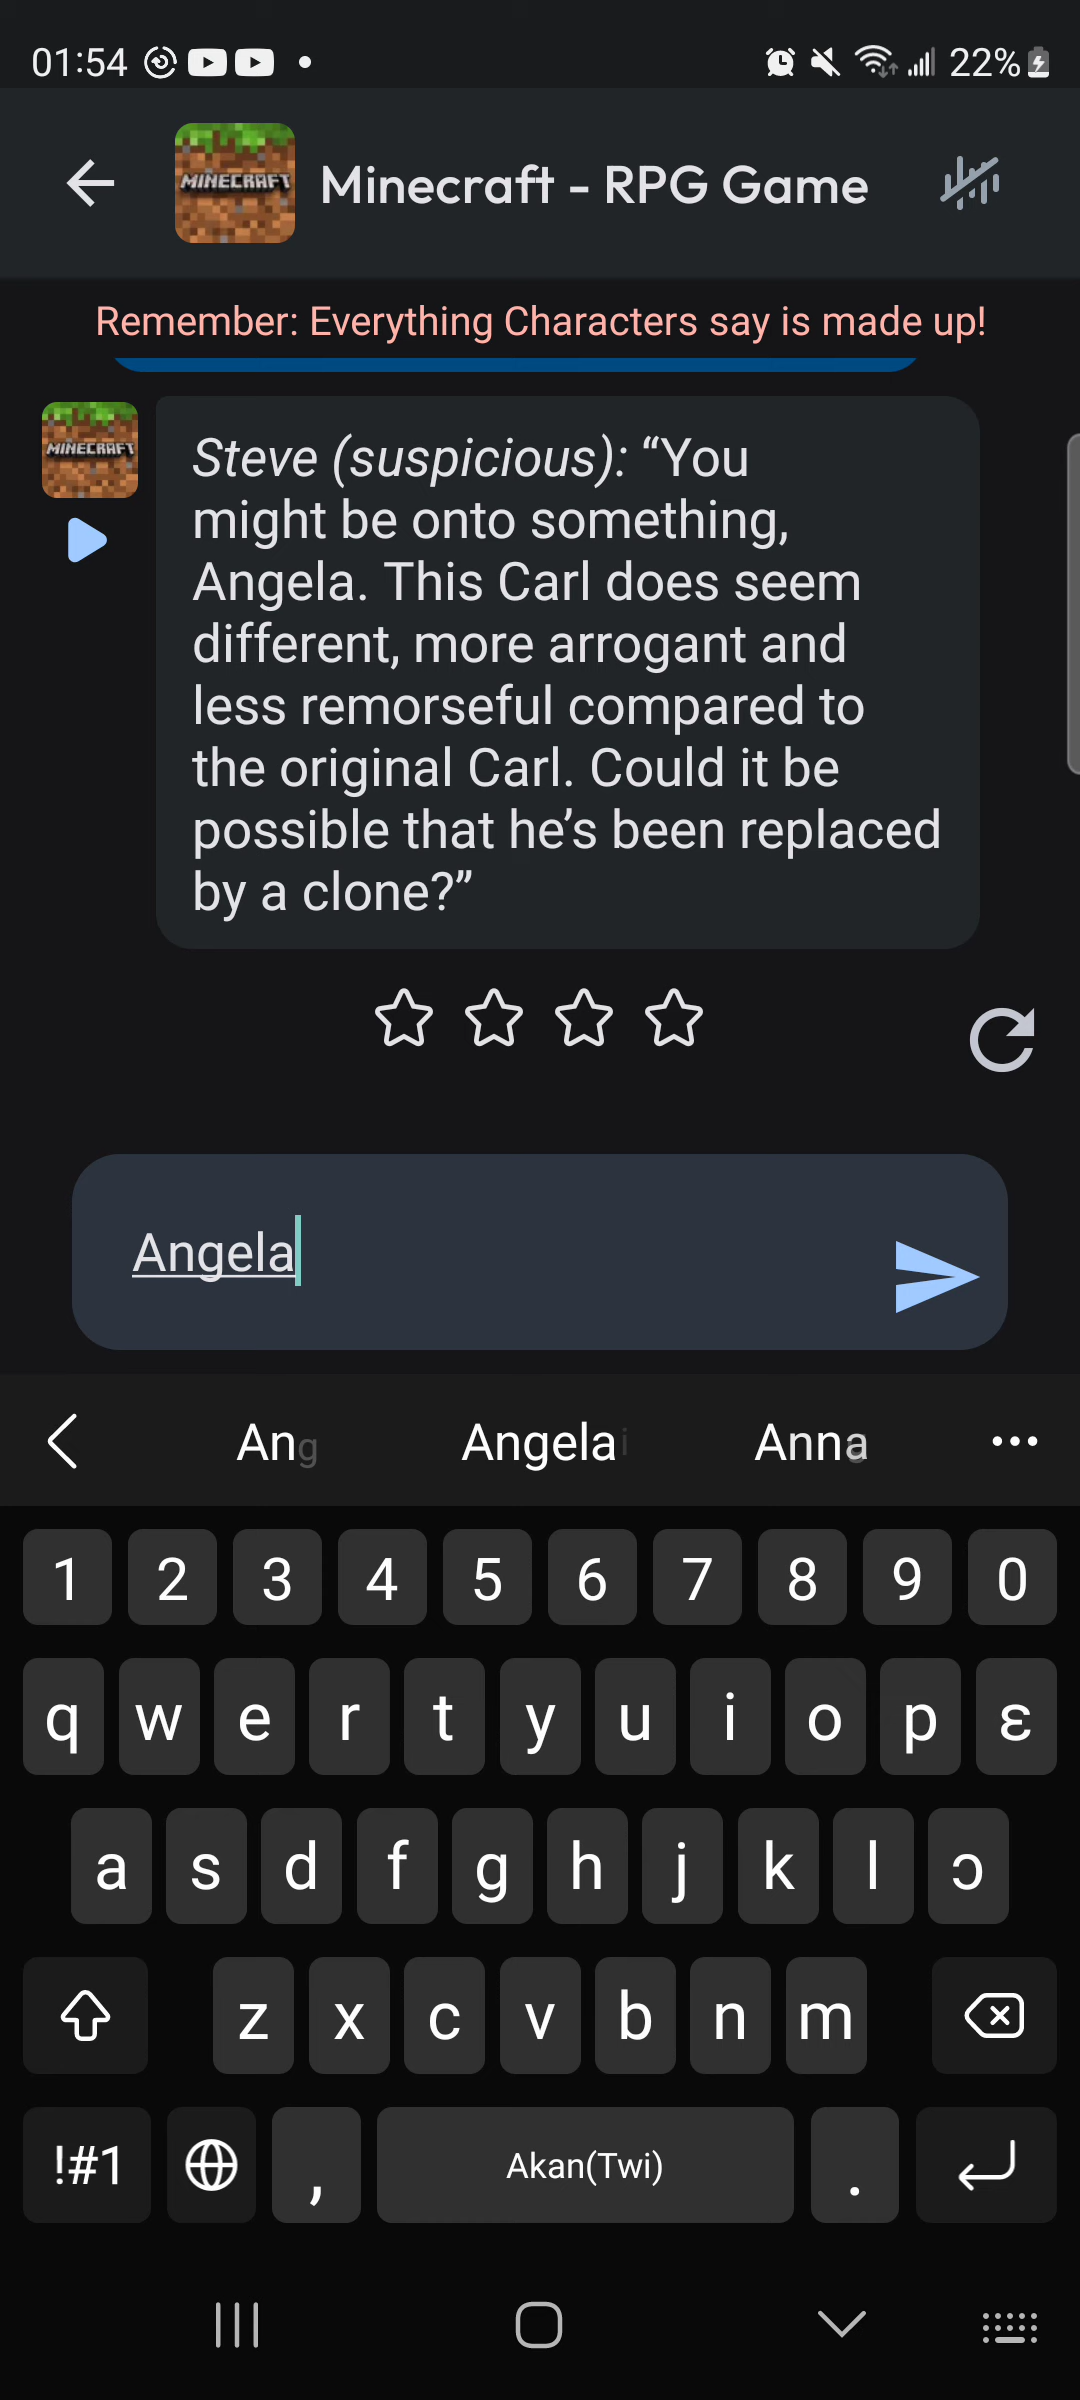 01:54
22%
MINECRAFT
Minecraft - RPG Game
Remember: Everything Characters say is made up!
MINECRAFT
Steve (suspicious): “You
might be onto something,
Angela. This Carl does seem
different, more arrogant and
less remorseful compared to
the original Carl. Could it be
possible that he’s been replaced
by a clone?”
Angela
Ang Angela Anna
1 2 3 4 5 6 7 8 9 0
q w e r t y u i o p ɛ
a s d f g h j k l ɔ
z x c v b n m
!#1 , Akan(Twi) .